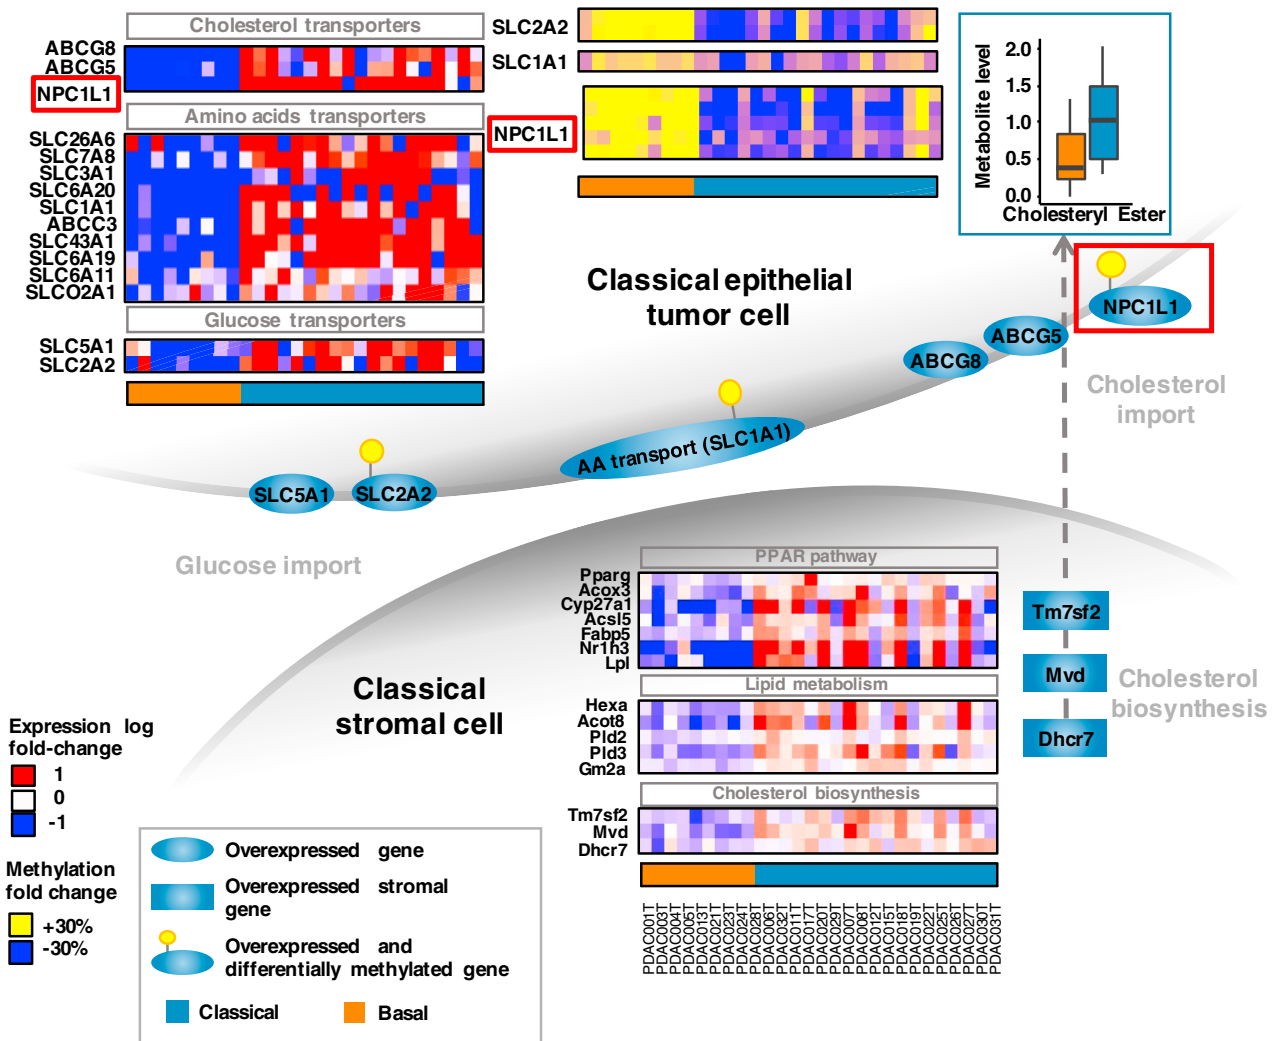 Cholesterol transporters
ABCG8
ABCG5
NPC1L1
Amino acids transporters
SLC26A6
SLC7A8
SLC3A1
SLC6A20
SLC1A1
ABCC3
SLC43A1
SLC6A19
SLC6A11
SLCO2A1
Glucose transporters
SLC5A1
SLC2A2
SLC2A2
SLC1A1
NPC1L1
Metabolite level
2.0
1.5
1.0
0.5
0.0
Cholesteryl Ester
Classical epithelial
tumor cell
NPC1L1
ABCG5
ABCG8
Cholesterol
import
AA transport (SLC1A1)
SLC5A1
SLC2A2
Glucose import
Classical
stromal cell
PPAR pathway
Pparg
Acox3
Cyp27a1
Acsl5
Fabp5
Nr1h3
Lpl
Lipid metabolism
Hexa
Acot8
Pld2
Pld3
Gm2a
Cholesterol biosynthesis
Tm7sf2
Mvd
Dhcr7
Tm7sf2
Mvd
Dhcr7
Cholesterol
biosynthesis
PDAC001T
PDAC003T
PDAC004T
PDAC005T
PDAC013T
PDAC021T
PDAC023T
PDAC024T
PDAC028T
PDAC006T
PDAC032T
PDAC011T
PDAC017T
PDAC020T
PDAC029T
PDAC007T
PDAC008T
PDAC012T
PDAC015T
PDAC018T
PDAC019T
PDAC022T
PDAC025T
PDAC026T
PDAC027T
PDAC030T
PDAC031T
Expression log
fold-change
1
0
-1
Methylation
fold change
+30%
-30%
Overexpressed gene
Overexpressed stromal
gene
Overexpressed and
differentially methylated gene
Classical
Basal